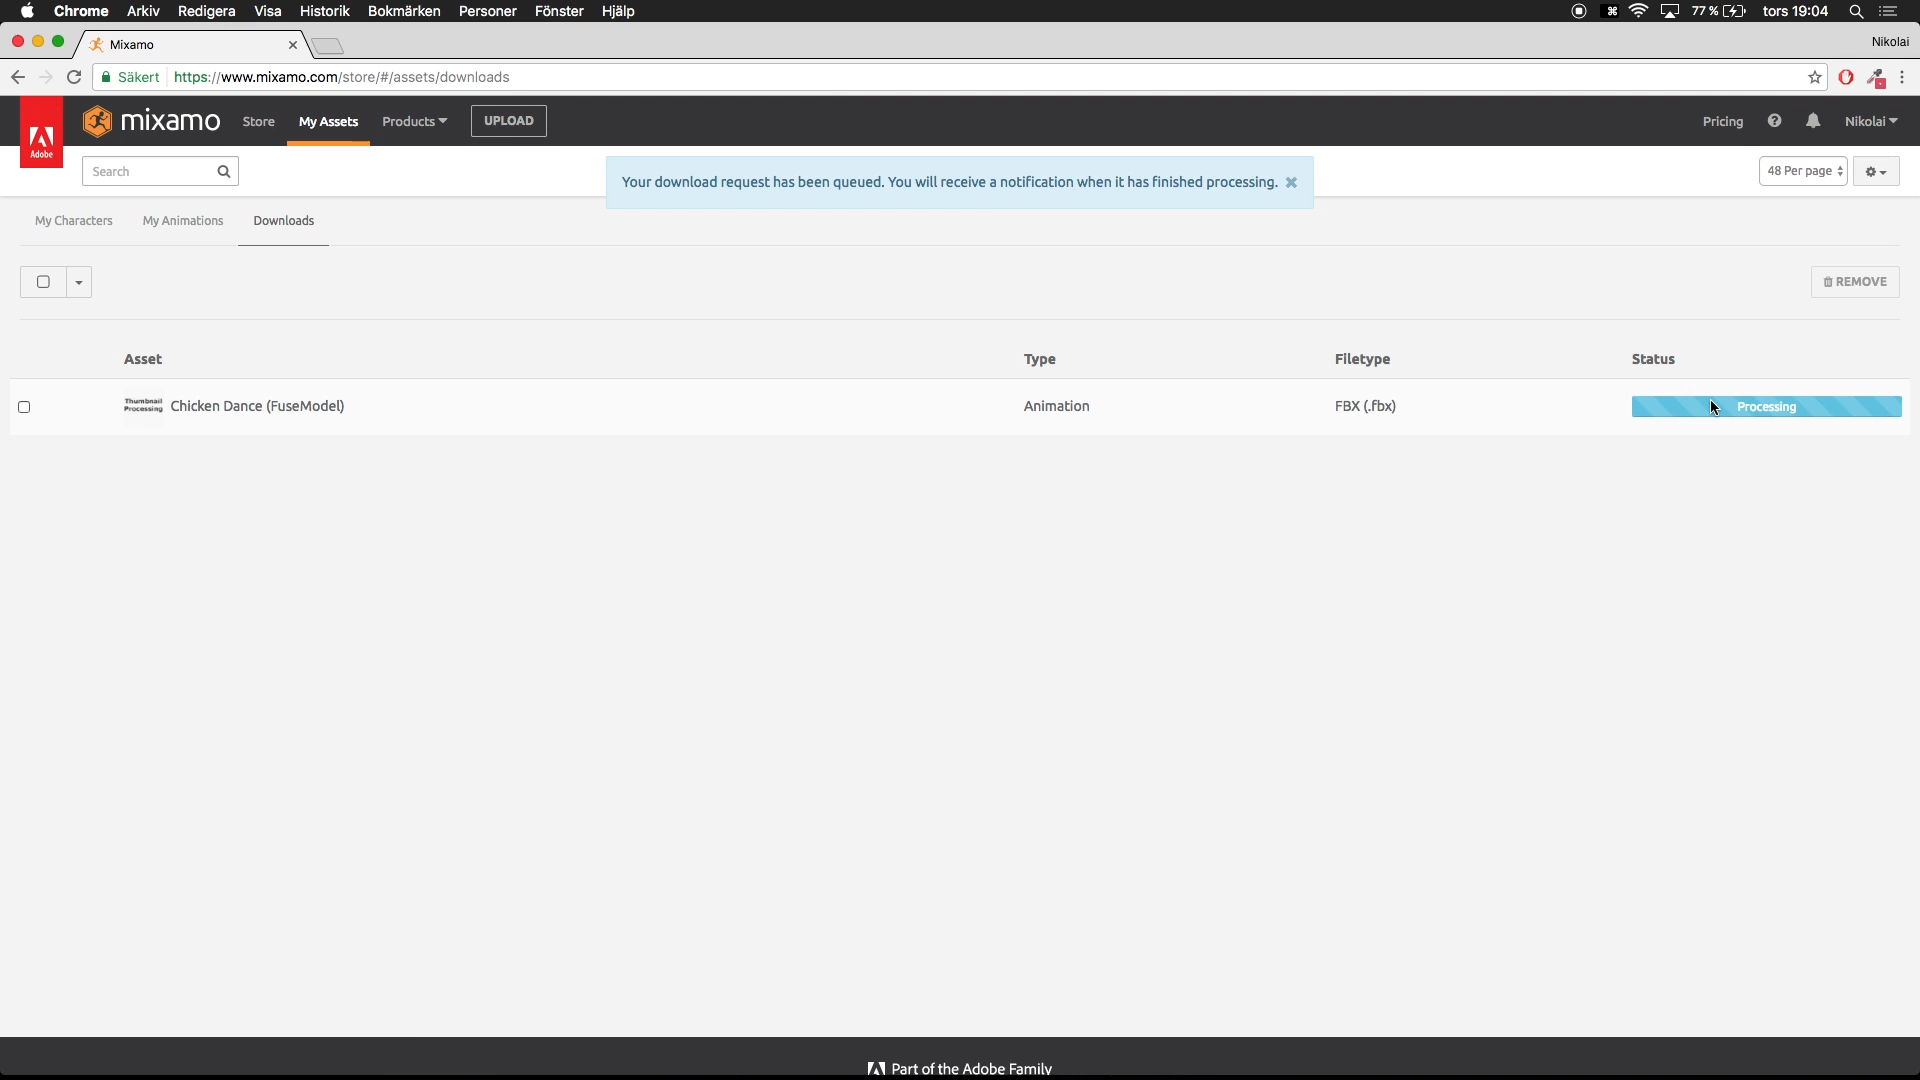 Chrome Arkiv Redigera Visa Historik Bokmärken Personer Fönster Hjälp 77 % tors 19:04
Mixamo Nikolai
Säkert https://www.mixamo.com/store/#/assets/downloads
Adobe mixamo Store My Assets Products UPLOAD Pricing Nikolai
Search Your download request has been queued. You will receive a notification when it has finished processing. 48 Per page
My Characters My Animations Downloads
REMOVE
Asset Type Filetype Status
Thumbnail Processing Chicken Dance (FuseModel) Animation FBX (.fbx) Processing
Part of the Adobe Family